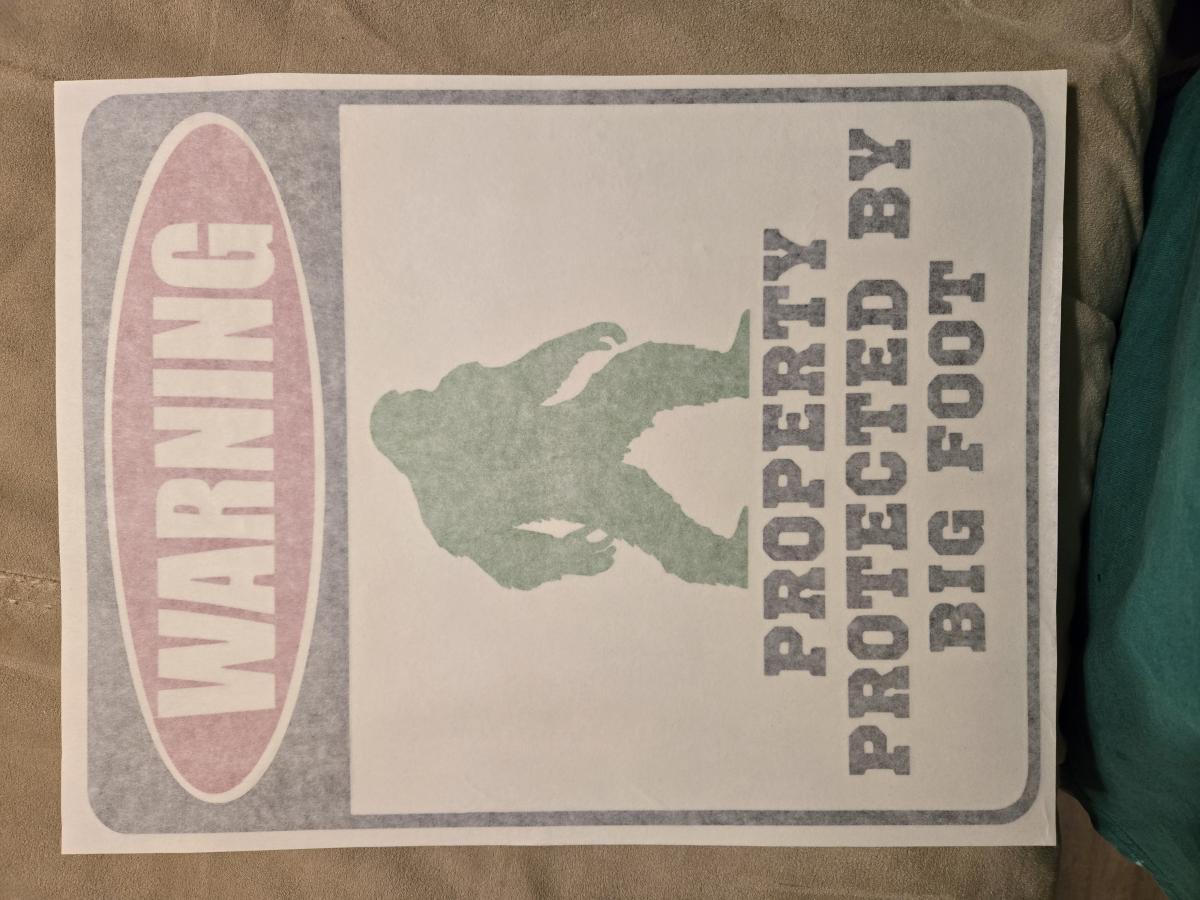 WARNING
PROPERTY
PROTECTED BY
BIG FOOT